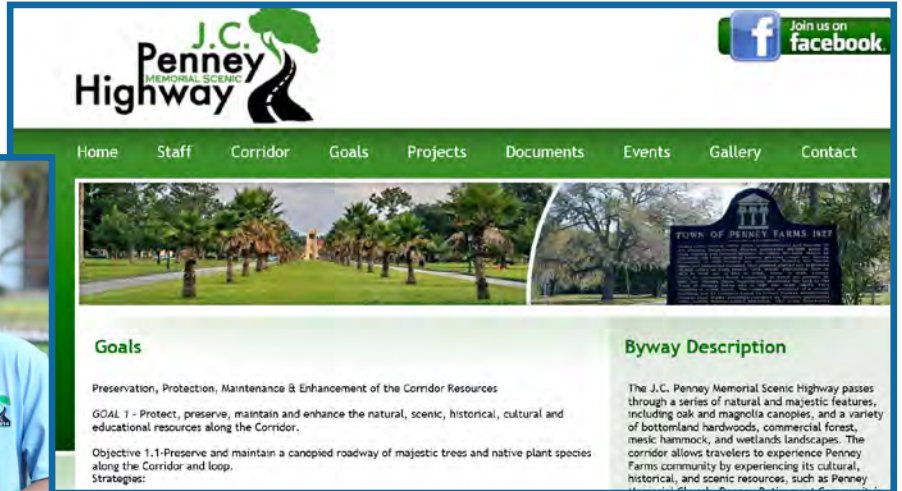 J.C.
Penney
MEMORIAL SCENIC
Highway
Join us on
facebook
Home Staff Corridor Goals Projects Documents Events Gallery Contact
TOWN OF PENNEY FARMS 1927
Goals
Preservation, Protection, Maintenance & Enhancement of the Corridor Resources
GOAL 1 - Protect, preserve, maintain and enhance the natural, scenic, historical, cultural and
educational resources along the Corridor.
Objective 1.1-Preserve and maintain a canopied roadway of majestic trees and native plant species
along the Corridor and loop.
Strategies:
Byway Description
The J.C. Penney Memorial Scenic Highway passes
through a series of natural and majestic features,
including oak and magnolia canopies, and a variety
of bottomland hardwoods, commercial forest,
mesic hammock, and wetlands landscapes. The
corridor allows travelers to experience Penney
Farms community by experiencing its cultural,
historical, and scenic resources, such as Penney